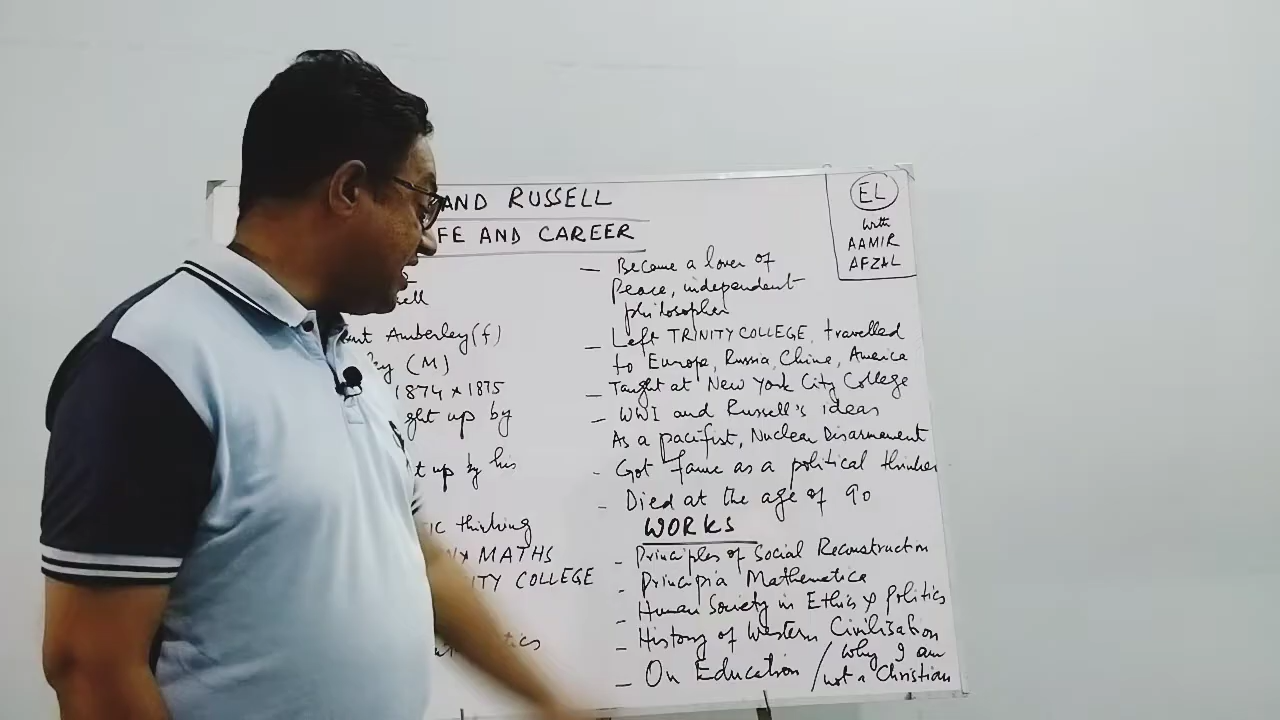 AND RUSSELL
FE AND CAREER
EL
with
AAMIR
AFZAL
ell
Amberley (f)
ey (M)
1874 x 1875
ght up by
t up by his
ic thinking
MATHS
ITY COLLEGE
tics
— Became a lover of
Peace, independent
philosopher
— Left TRINITY COLLEGE, travelled
to Europe, Russia, China, America
— Taught at New York City College
— WWI and Russell's ideas
As a pacifist, Nuclear Disarmament
- Got fame as a political thinker
- Died at the age of 90
WORKS
- Principles of Social Reconstruction
- Principia Mathematica
- Human Society in Ethics & politics
- History of Western Civilisation
- On Education / Why I am
not a Christian